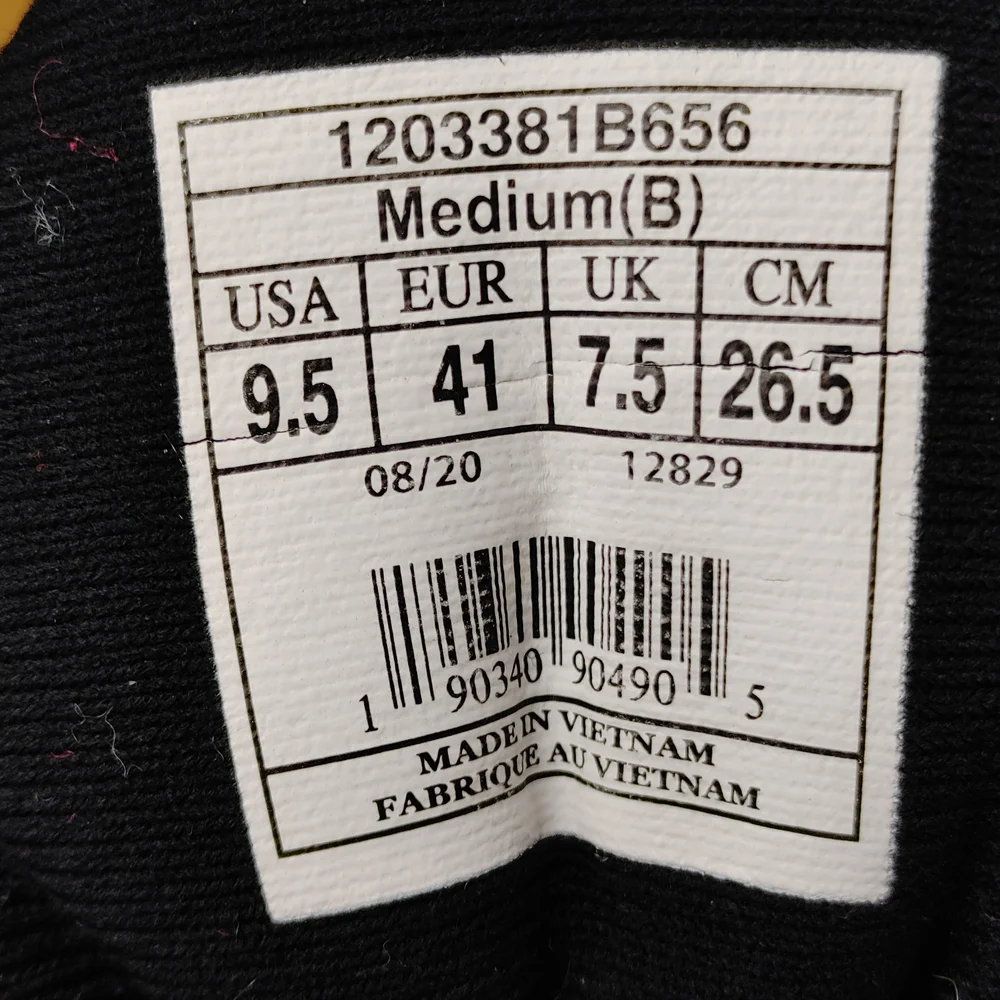 1203381B656
Medium(B)
USA EUR UK CM
9.5 41 7.5 26.5
08/20 12829
1 90340 90490 5
MADE IN VIETNAM
FABRIQUE AU VIETNAM